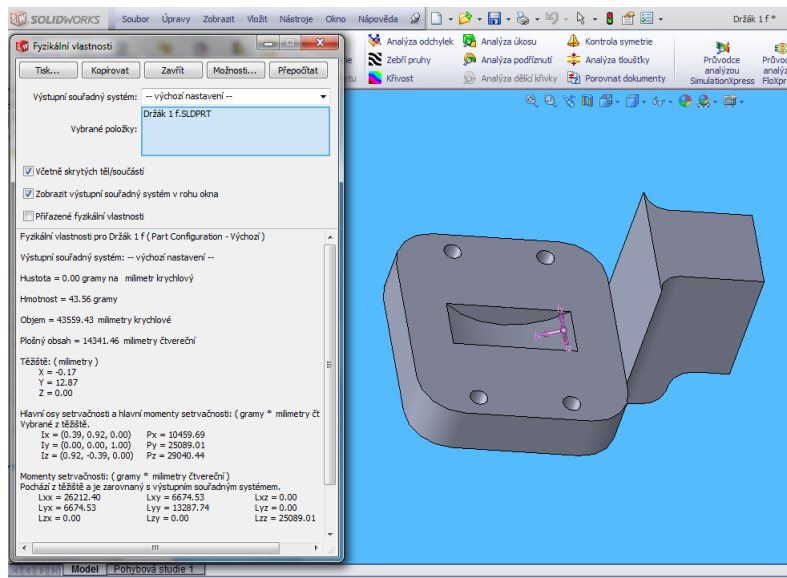 SOLIDWORKS Soubor Úpravy Zobrazit Vložit Nástroje Okno Nápověda Držák 1 f *
Fyzikální vlastnosti
Tisk... Kopírovat Zavřít Možnosti... Přepočítat
Výstupní souřadný systém: -- výchozí nastavení --
Vybrané položky: Držák 1 f.SLDPRT
Včetně skrytých těl/součástí
Zobrazit výstupní souřadný systém v rohu okna
Přiřazené fyzikální vlastnosti
Fyzikální vlastnosti pro Držák 1 f ( Part Configuration - Výchozí )
Výstupní souřadný systém: -- výchozí nastavení --
Hustota = 0.00 gramy na milimetr krychlový
Hmotnost = 43.56 gramy
Objem = 43559.43 milimetry krychlové
Plošný obsah = 14341.46 milimetry čtvereční
Těžiště: ( milimetry )
X = -0.17
Y = 12.87
Z = 0.00
Hlavní osy setrvačnosti a hlavní momenty setrvačnosti: ( gramy * milimetry čt
Vybrané z těžiště.
Ix = (0.39, 0.92, 0.00) Px = 10459.69
Iy = (0.00, 0.00, 1.00) Py = 25089.01
Iz = (0.92, -0.39, 0.00) Pz = 29040.44
Momenty setrvačnosti: ( gramy * milimetry čtvereční )
Pochází z těžiště a je zarovnaný s výstupním souřadným systémem.
Lxx = 26212.40 Lxy = 6674.53 Lxz = 0.00
Lyx = 6674.53 Lyy = 13287.74 Lyz = 0.00
Lzx = 0.00 Lzy = 0.00 Lzz = 25089.01
Analýza odchylek Analýza úkosu Kontrola symetrie
Zebří pruhy Analýza podříznutí Analýza tloušťky
Křivost Analýza dělící křivky Porovnat dokumenty
Průvodce
analýzou
SimulationXpress
Model Pohybová studie 1